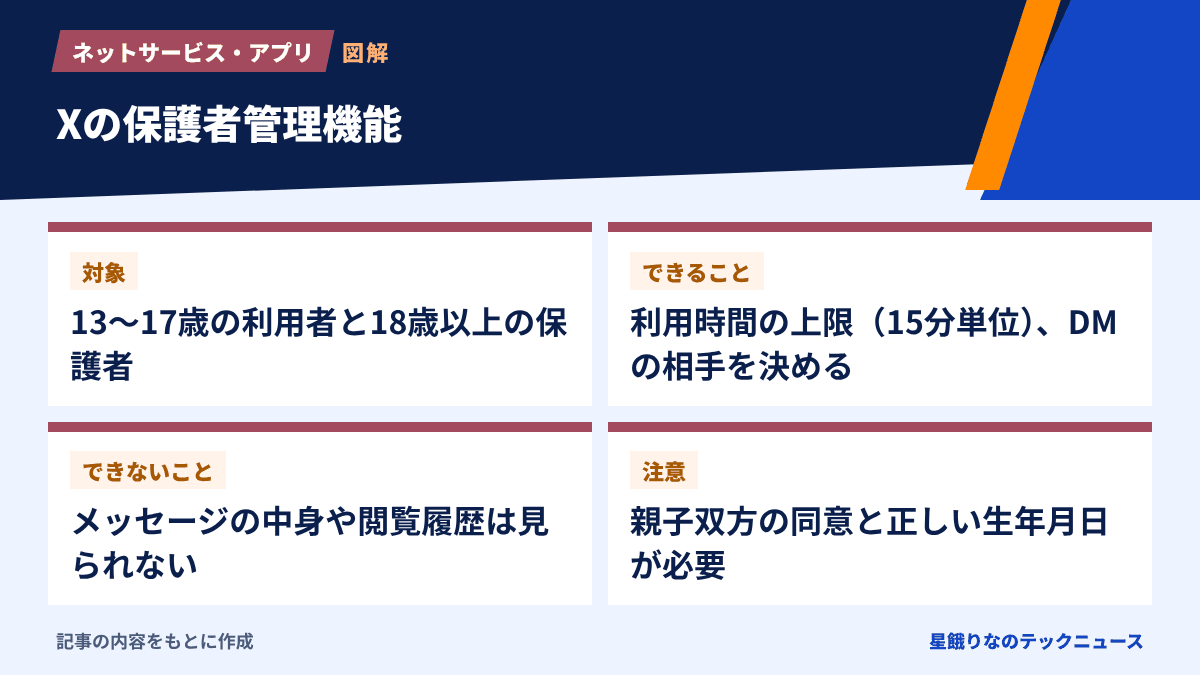 ネットサービス・アプリ 図解
Xの保護者管理機能
対象
13〜17歳の利用者と18歳以上の保
護者
できること
利用時間の上限（15分単位）、DM
の相手を決める
できないこと
メッセージの中身や閲覧履歴は見
られない
注意
親子双方の同意と正しい生年月日
が必要
記事の内容をもとに作成
星餓りなのテックニュース